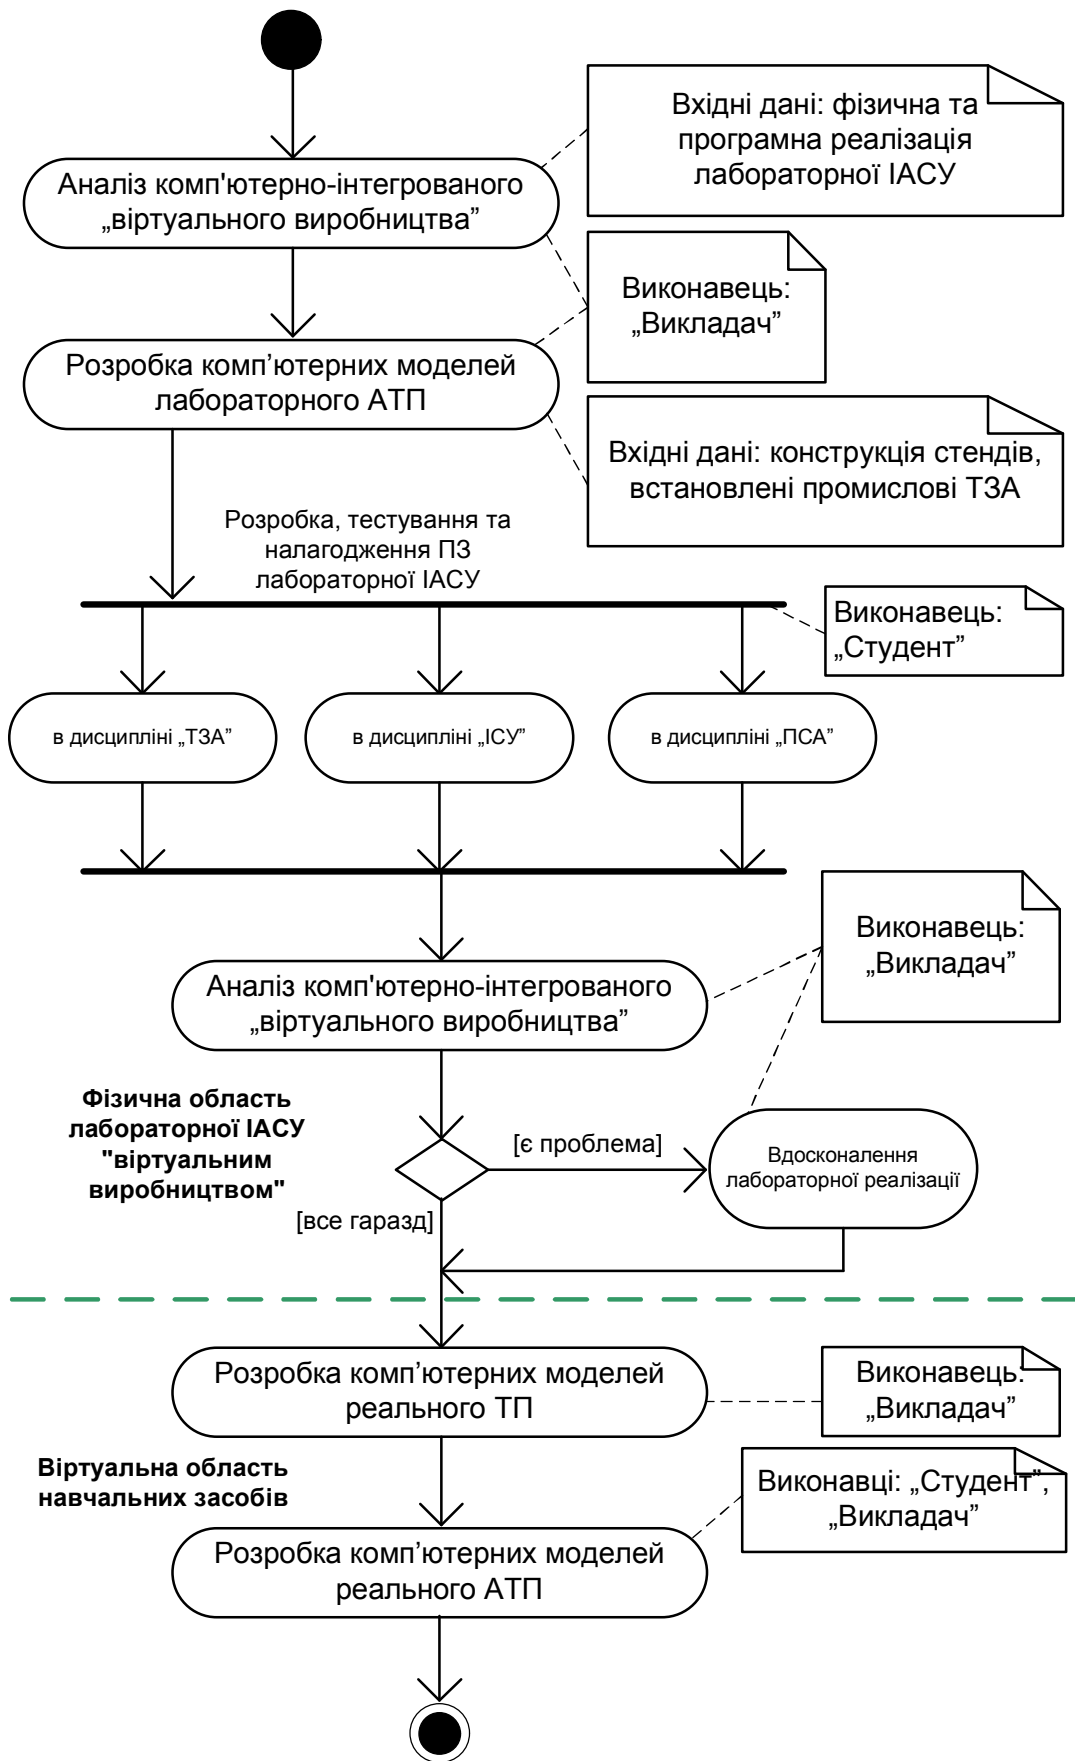 Вхідні дані: фізична та
програмна реалізація
лабораторної ІАСУ
Аналіз комп'ютерно-інтегрованого
„віртуального виробництва”
Виконавець:
„Викладач”
Розробка комп’ютерних моделей
лабораторного АТП
Вхідні дані: конструкція стендів,
встановлені промислові ТЗА
Розробка, тестування та
налагодження ПЗ
лабораторної ІАСУ
Виконавець:
„Студент”
в дисципліні „ТЗА”
в дисципліні „ІСУ”
в дисципліні „ПСА”
Виконавець:
„Викладач”
Аналіз комп'ютерно-інтегрованого
„віртуального виробництва”
Фізична область
лабораторної ІАСУ
"віртуальним
виробництвом"
[є проблема]
Вдосконалення
лабораторної реалізації
[все гаразд]
Розробка комп’ютерних моделей
реального ТП
Виконавець:
„Викладач”
Віртуальна область
навчальних засобів
Виконавці: „Студент”,
„Викладач”
Розробка комп’ютерних моделей
реального АТП